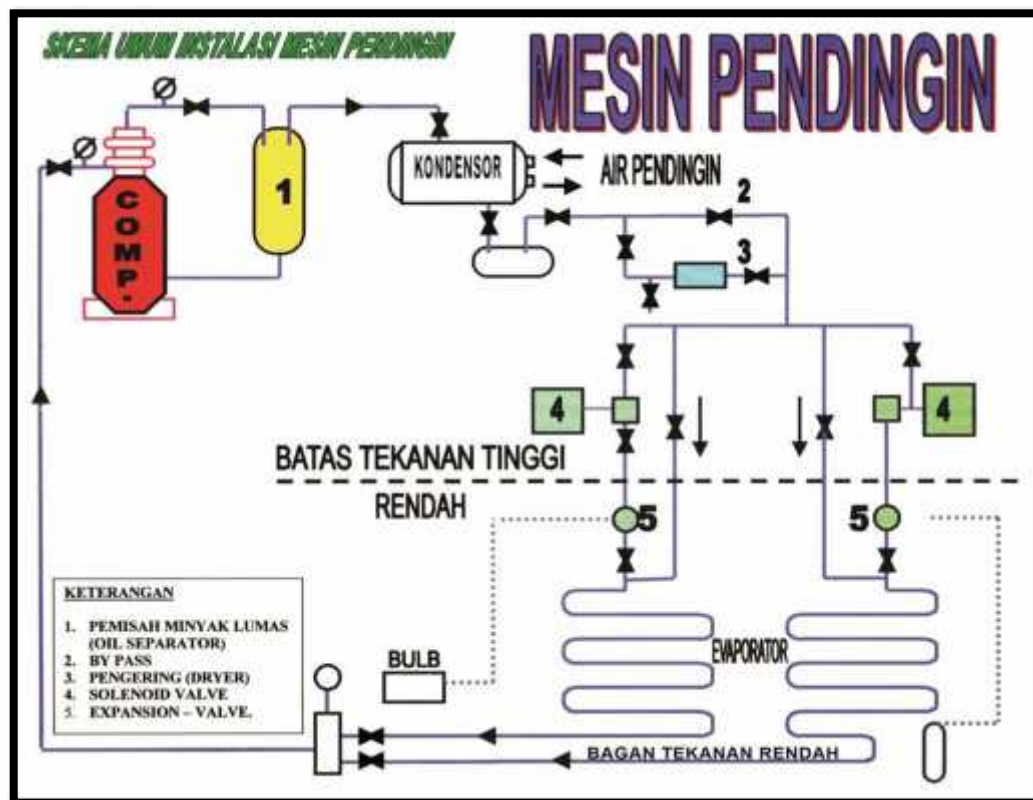 SKEMA UMUM INSTALASI MESIN PENDINGIN
MESIN PENDINGIN
COMP.
1
KONDENSOR
AIR PENDINGIN
2
3
4
4
BATAS TEKANAN TINGGI
RENDAH
5
5
KETERANGAN
1. PEMISAH MINYAK LUMAS
(OIL SEPARATOR)
2. BY PASS
3. PENGERING (DRYER)
4. SOLENOID VALVE
5. EXPANSION – VALVE.
BULB
EVAPORATOR
BAGAN TEKANAN RENDAH